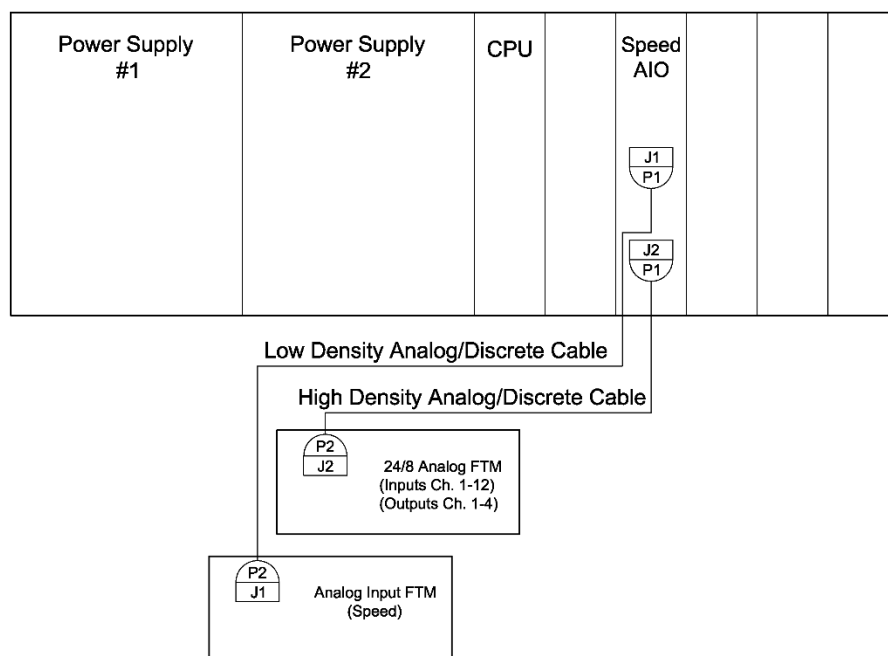 Power Supply
#1
Power Supply
#2
CPU
Speed
AIO
J1
P1
J2
P1
Low Density Analog/Discrete Cable
High Density Analog/Discrete Cable
P2
J2
24/8 Analog FTM
(Inputs Ch. 1-12)
(Outputs Ch. 1-4)
P2
J1
Analog Input FTM
(Speed)